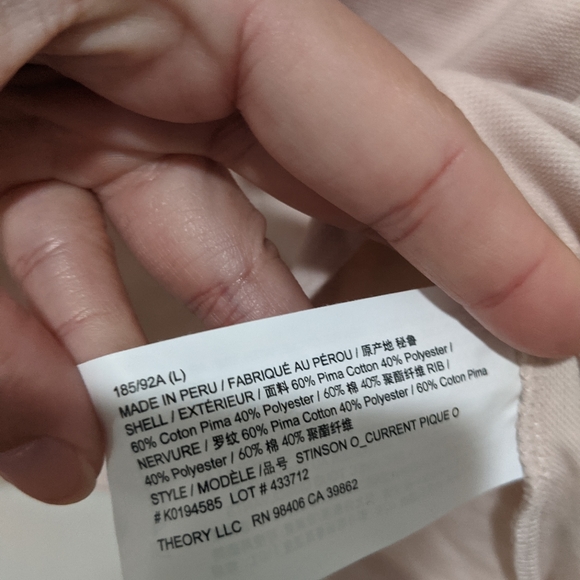 185/92A (L)
MADE IN PERU / FABRIQUÉ AU PÉROU / 原产地 秘鲁
SHELL / EXTÉRIEUR / 面料 60% Pima Cotton 40% Polyester /
60% Coton Pima 40% Polyester / 60% 棉 40% 聚酯纤维 RIB /
NERVURE / 罗纹 60% Pima Cotton 40% Polyester / 60% Coton Pima
40% Polyester / 60% 棉 40% 聚酯纤维
STYLE / MODÈLE /品号 STINSON O_CURRENT PIQUE O
# K0194585 LOT # 433712
THEORY LLC RN 98406 CA 39862